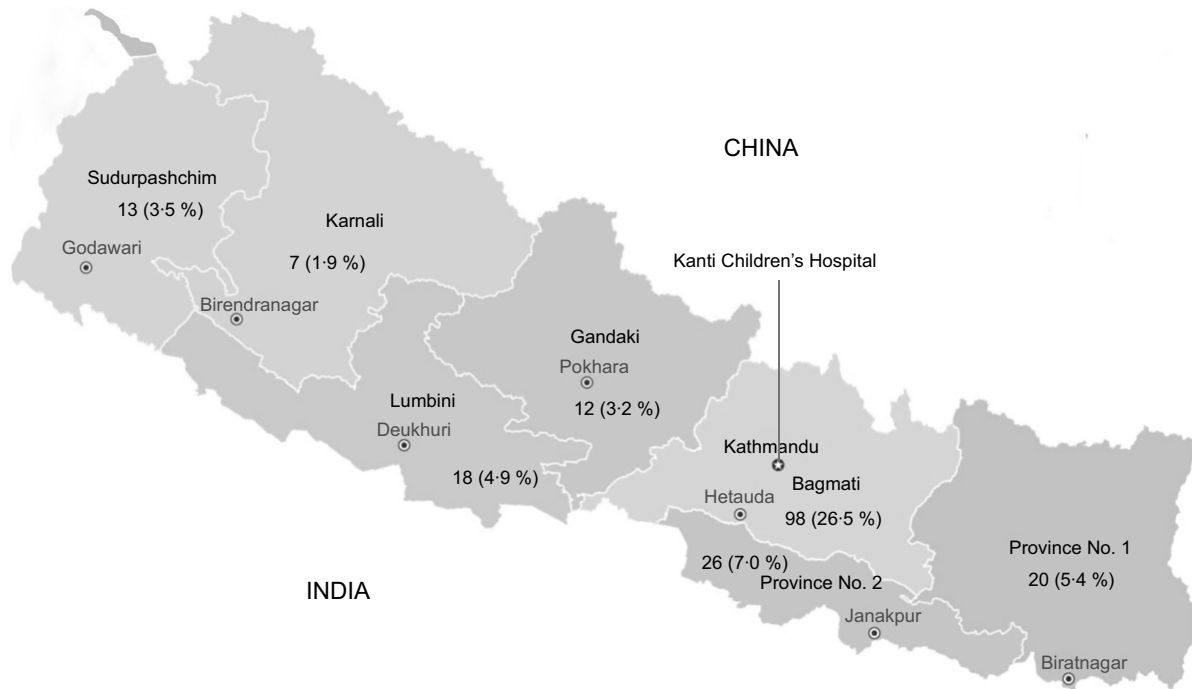 CHINA
Sudurpashchim
13 (3·5 %)
Godawari
Karnali
7 (1·9 %)
Birendranagar
Kanti Children’s Hospital
Gandaki
Pokhara
12 (3·2 %)
Lumbini
Deukhuri
18 (4·9 %)
Kathmandu
Bagmati
Hetauda
98 (26·5 %)
26 (7·0 %)
Province No. 2
Province No. 1
20 (5·4 %)
INDIA
Janakpur
Biratnagar